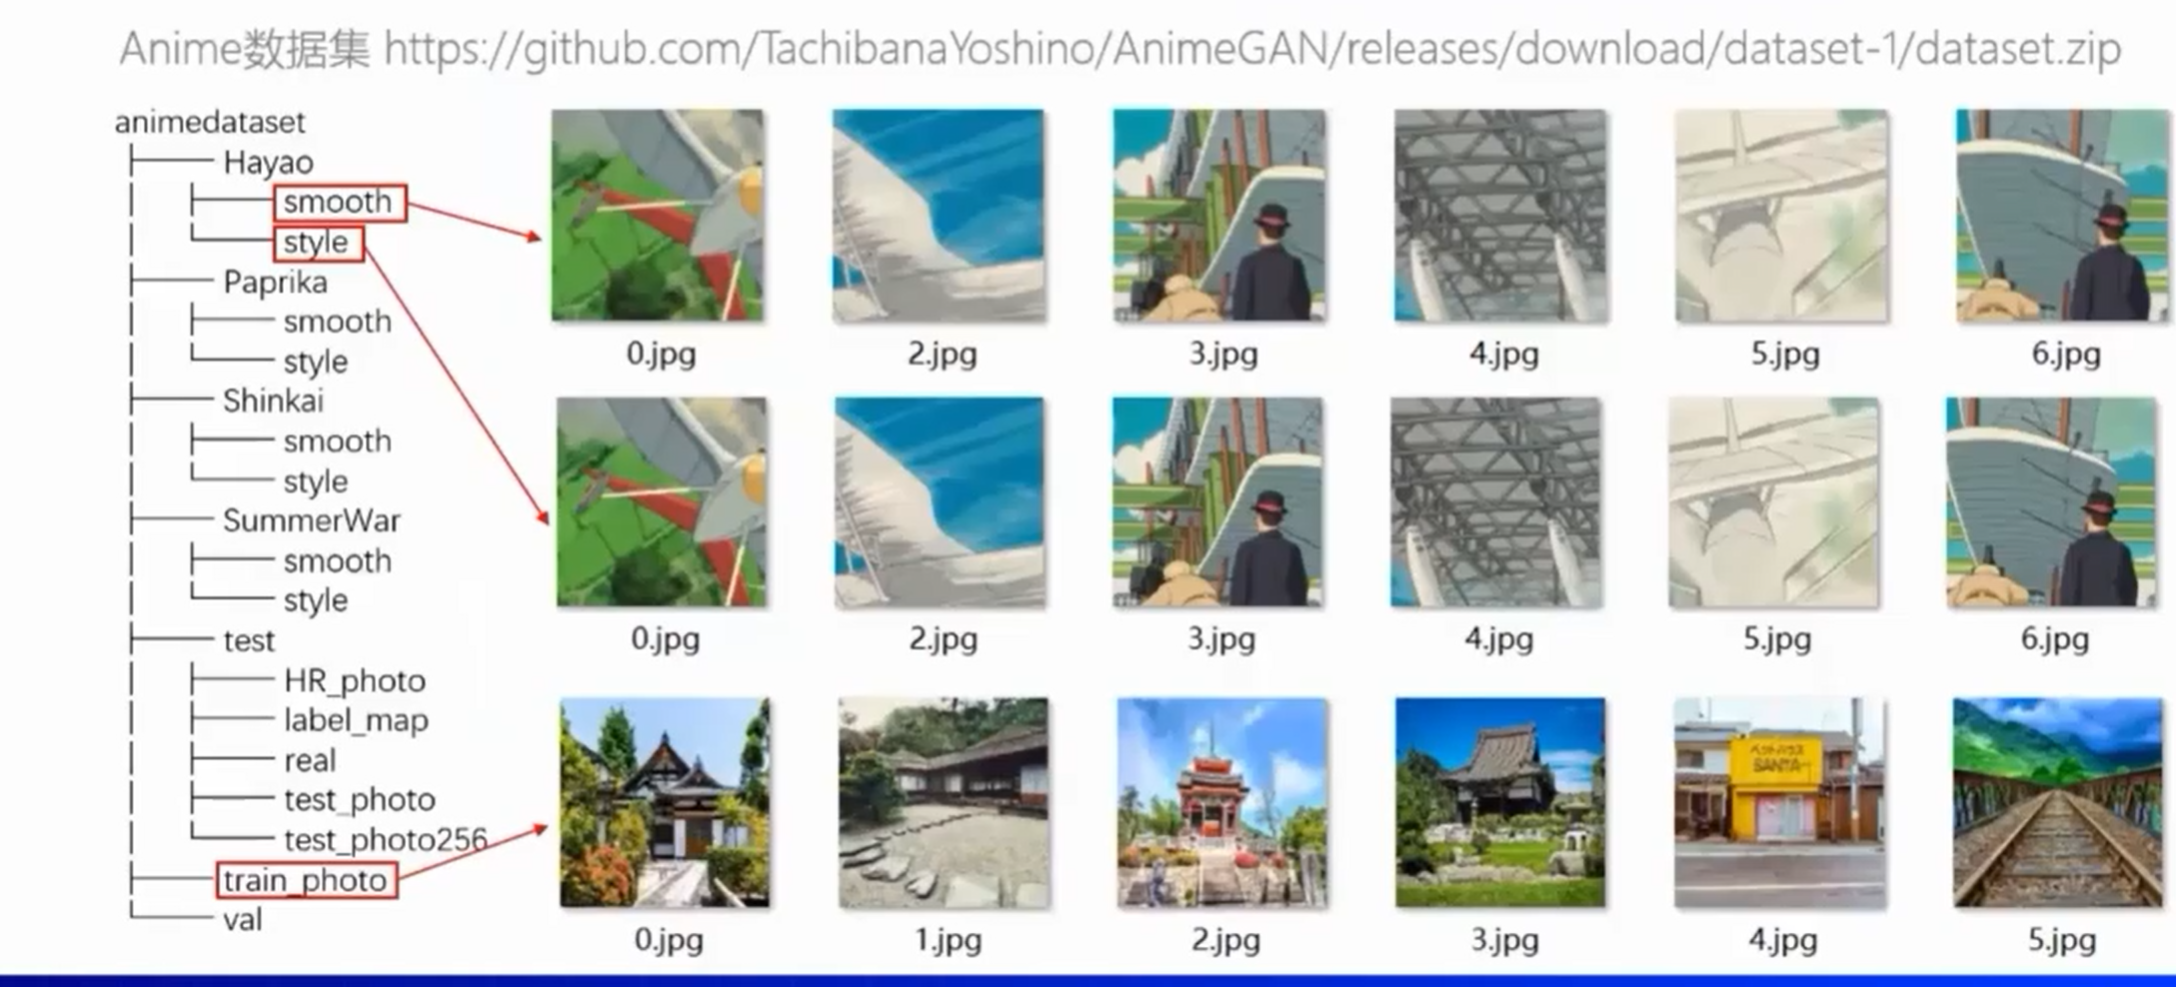 Anime数据集 https://github.com/TachibanaYoshino/AnimeGAN/releases/download/dataset-1/dataset.zip
animedataset
Hayao
smooth
style
Paprika
smooth
style
Shinkai
smooth
style
SummerWar
smooth
style
test
HR_photo
label_map
real
test_photo
test_photo256
train_photo
val
0.jpg 2.jpg 3.jpg 4.jpg 5.jpg 6.jpg
0.jpg 2.jpg 3.jpg 4.jpg 5.jpg 6.jpg
SANTA
0.jpg 1.jpg 2.jpg 3.jpg 4.jpg 5.jpg